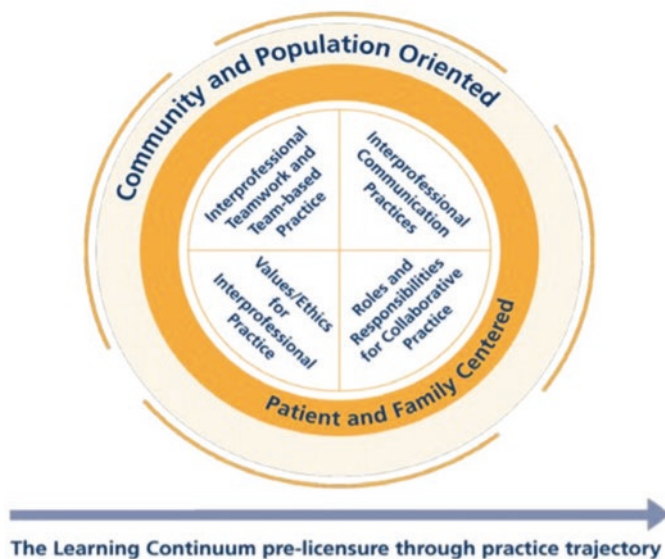 Community and Population Oriented
Interprofessional
Teamwork and
Team-based
Practice
Interprofessional
Communication
Practices
Values/Ethics
for
Interprofessional
Practice
Roles and
Responsibilities
for Collaborative
Practice
Patient and Family Centered
The Learning Continuum pre-licensure through practice trajectory